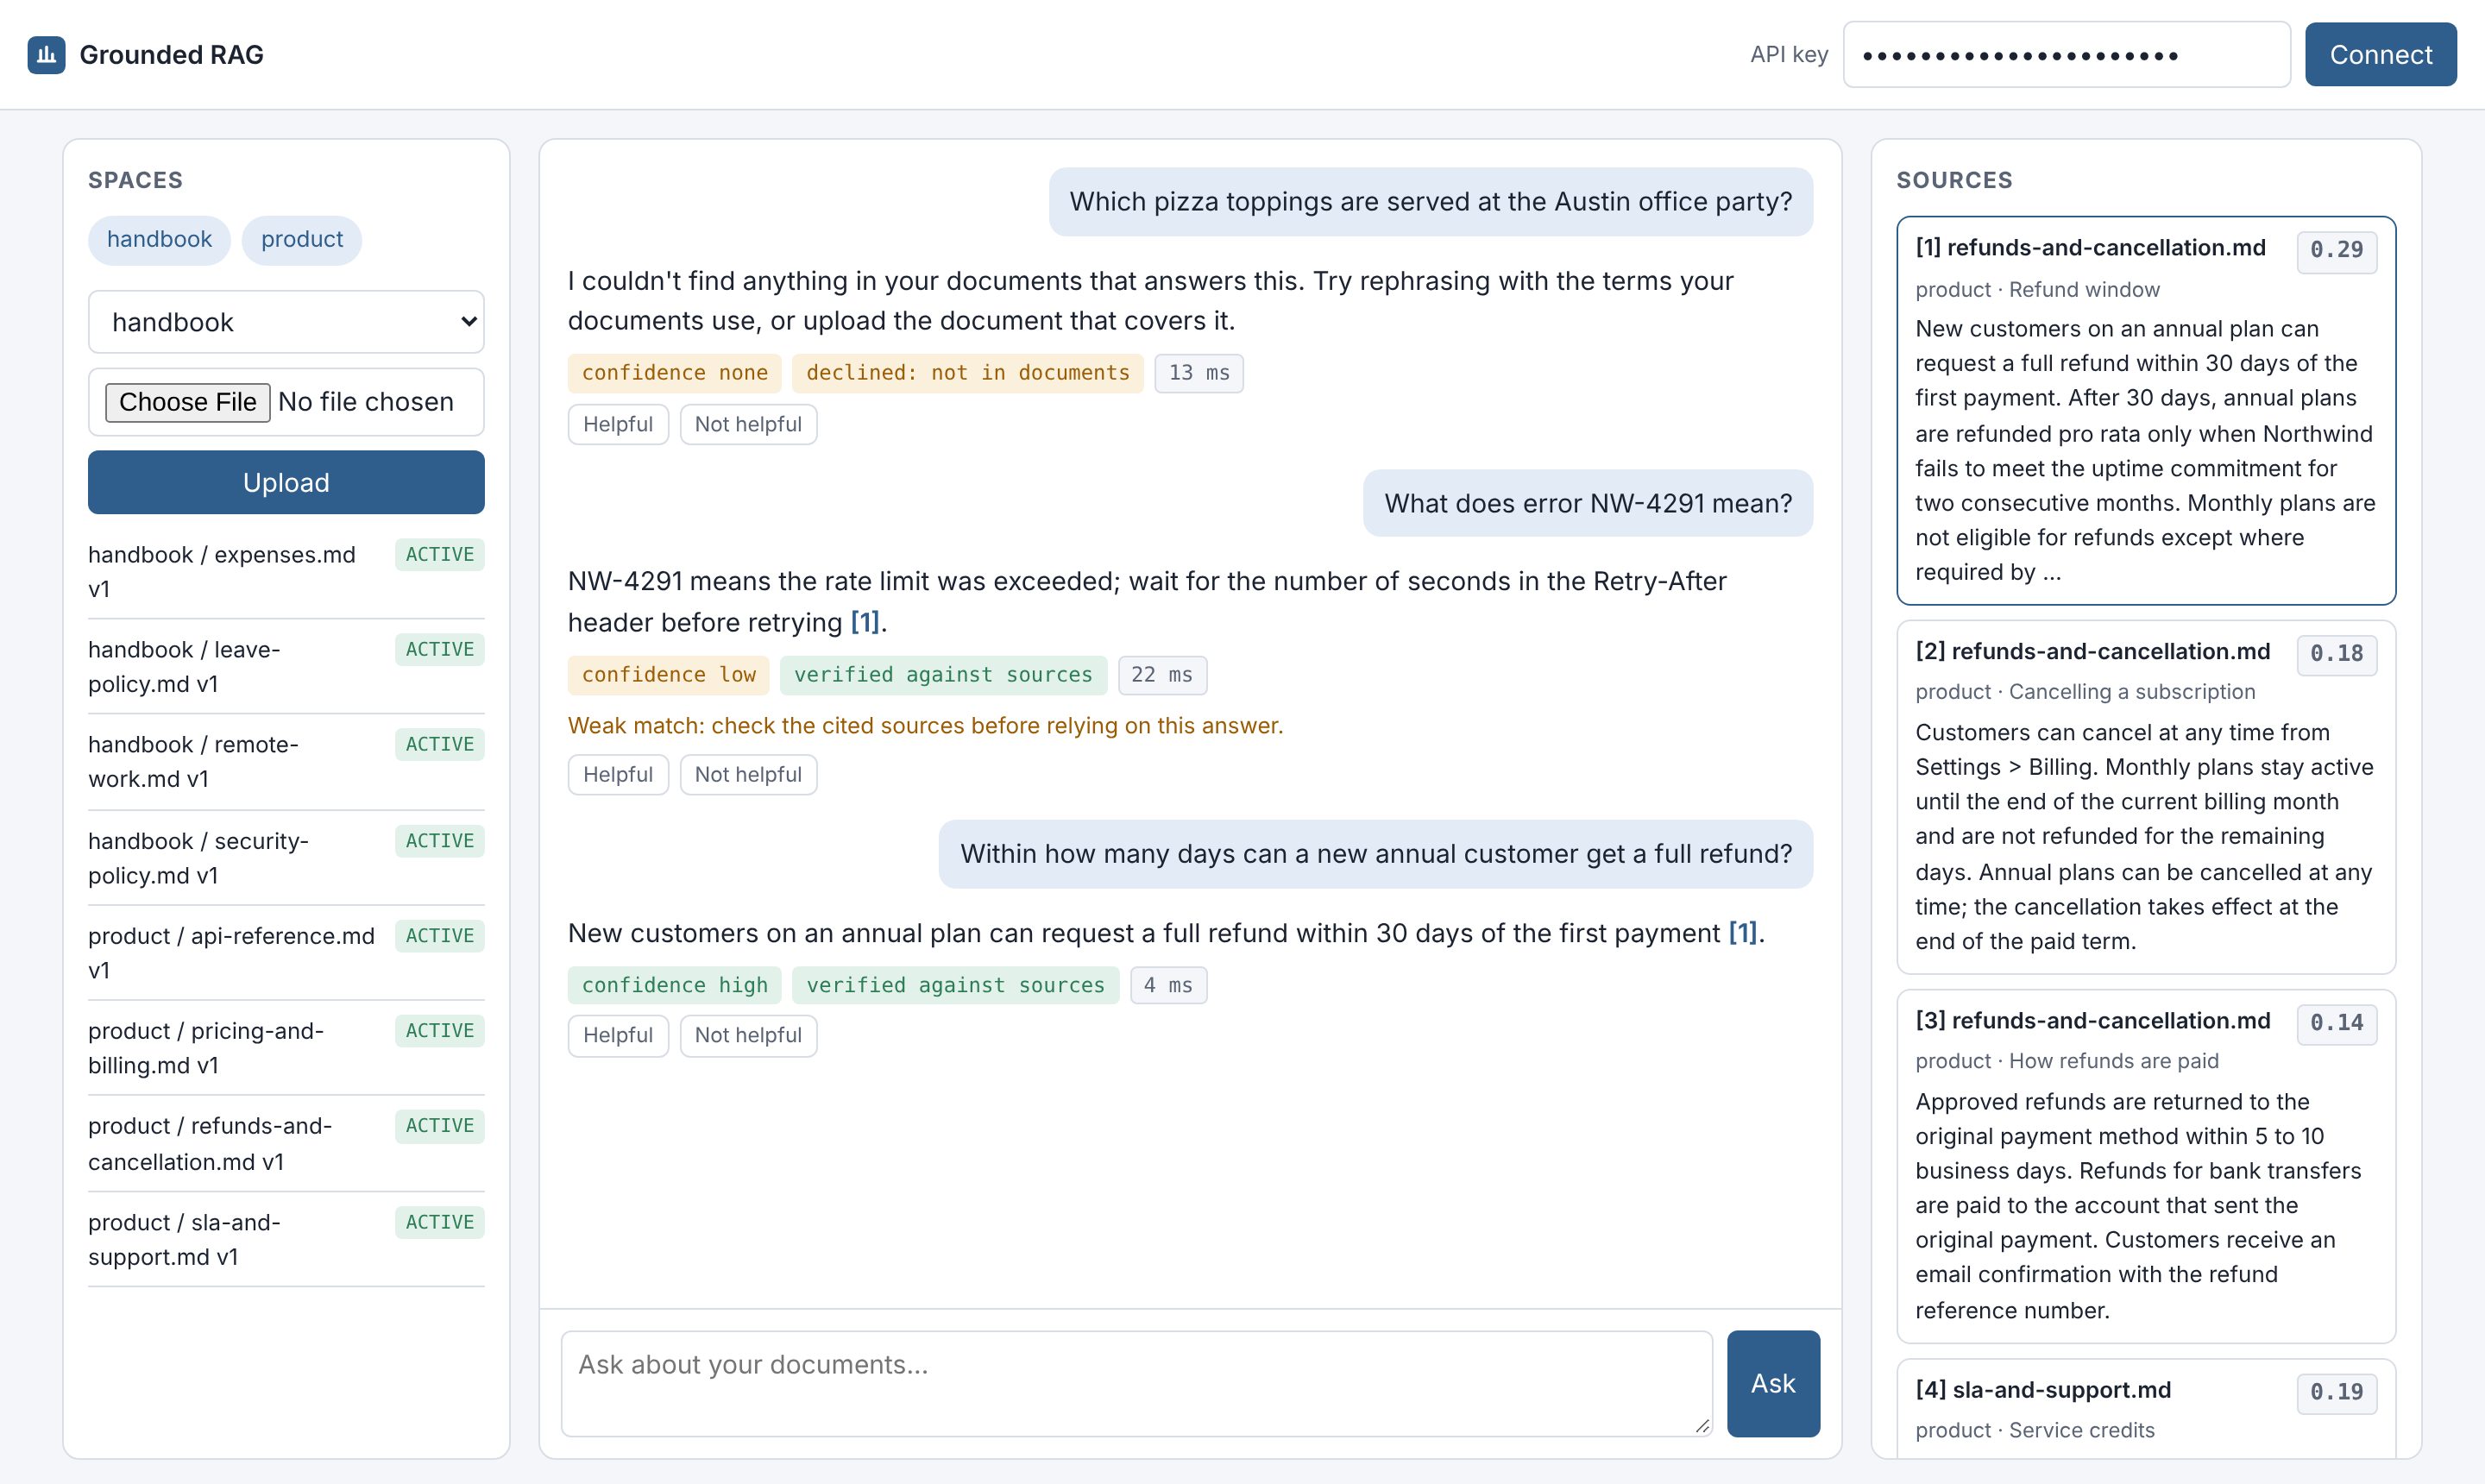 Grounded RAG
API key
•••••••••••••••••••••• 
Connect
SPACES
handbook
product
handbook
Choose File No file chosen
Upload
handbook / expenses.md
v1
ACTIVE
handbook / leave-
policy.md v1
ACTIVE
handbook / remote-
work.md v1
ACTIVE
handbook / security-
policy.md v1
ACTIVE
product / api-reference.md
v1
ACTIVE
product / pricing-and-
billing.md v1
ACTIVE
product / refunds-and-
cancellation.md v1
ACTIVE
product / sla-and-
support.md v1
ACTIVE
Which pizza toppings are served at the Austin office party?
I couldn't find anything in your documents that answers this. Try rephrasing with the terms your
documents use, or upload the document that covers it.
confidence none
declined: not in documents
13 ms
Helpful
Not helpful
What does error NW-4291 mean?
NW-4291 means the rate limit was exceeded; wait for the number of seconds in the Retry-After
header before retrying [1].
confidence low
verified against sources
22 ms
Weak match: check the cited sources before relying on this answer.
Helpful
Not helpful
Within how many days can a new annual customer get a full refund?
New customers on an annual plan can request a full refund within 30 days of the first payment [1].
confidence high
verified against sources
4 ms
Helpful
Not helpful
Ask about your documents...
Ask
SOURCES
[1] refunds-and-cancellation.md
0.29
product · Refund window
New customers on an annual plan can
request a full refund within 30 days of the
first payment. After 30 days, annual plans
are refunded pro rata only when Northwind
fails to meet the uptime commitment for
two consecutive months. Monthly plans are
not eligible for refunds except where
required by ...
[2] refunds-and-cancellation.md
0.18
product · Cancelling a subscription
Customers can cancel at any time from
Settings > Billing. Monthly plans stay active
until the end of the current billing month
and are not refunded for the remaining
days. Annual plans can be cancelled at any
time; the cancellation takes effect at the
end of the paid term.
[3] refunds-and-cancellation.md
0.14
product · How refunds are paid
Approved refunds are returned to the
original payment method within 5 to 10
business days. Refunds for bank transfers
are paid to the account that sent the
original payment. Customers receive an
email confirmation with the refund
reference number.
[4] sla-and-support.md
0.19
product · Service credits